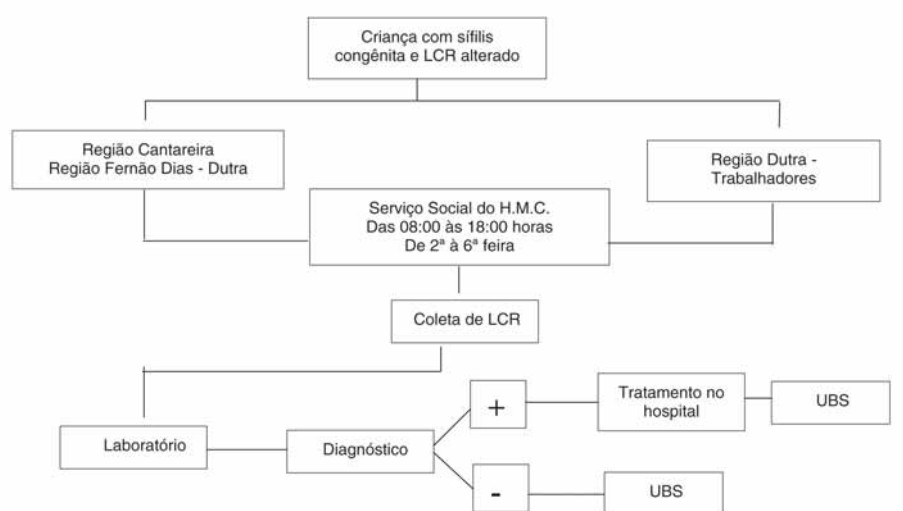 Criança com sífilis
congênita e LCR alterado
Região Cantareira
Região Fernão Dias - Dutra
Região Dutra -
Trabalhadores
Serviço Social do H.M.C.
Das 08:00 às 18:00 horas
De 2ª à 6ª feira
Coleta de LCR
Laboratório
Diagnóstico
+
Tratamento no
hospital
UBS
-
UBS